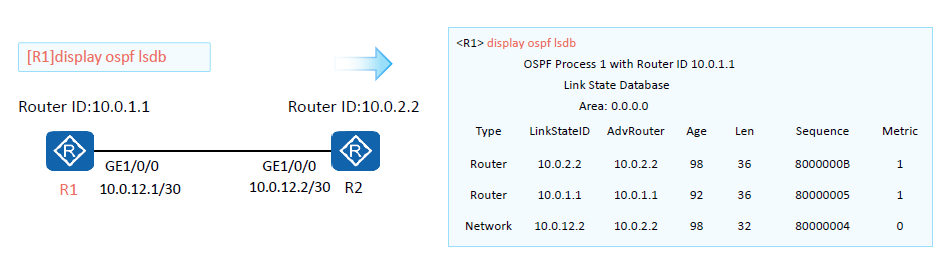 [R1]display ospf lsdb
Router ID:10.0.1.1
Router ID:10.0.2.2
R
R
GE1/0/0
GE1/0/0
R1
10.0.12.1/30
10.0.12.2/30
R2
<R1> display ospf lsdb
OSPF Process 1 with Router ID 10.0.1.1
Link State Database
Area: 0.0.0.0
Type LinkStateID AdvRouter Age Len Sequence Metric
Router 10.0.2.2 10.0.2.2 98 36 8000000B 1
Router 10.0.1.1 10.0.1.1 92 36 80000005 1
Network 10.0.12.2 10.0.2.2 98 32 80000004 0